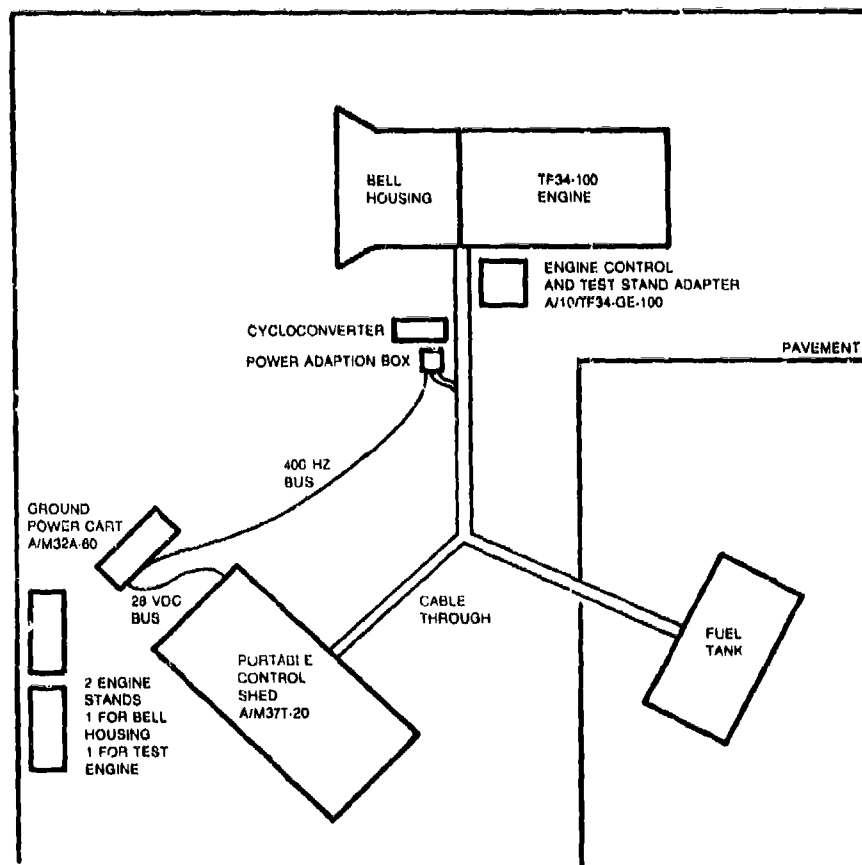 BELL
HOUSING
TF34-100
ENGINE
ENGINE CONTROL
AND TEST STAND ADAPTER
A/10/TF34-GE-100
CYCLOCONVERTER
POWER ADAPTION BOX
PAVEMENT
400 HZ
BUS
GROUND
POWER CART
A/M32A-60
28 VDC
BUS
CABLE
THROUGH
FUEL
TANK
PORTABLE
CONTROL
SHED
A/M37T-20
2 ENGINE
STANDS
1 FOR BELL
HOUSING
1 FOR TEST
ENGINE